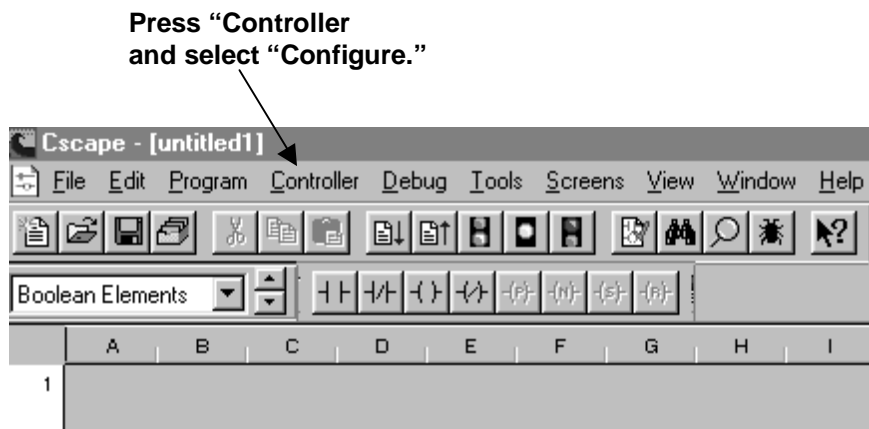 Press “Controller
and select “Configure.”
Cscape - [untitled1]
File Edit Program Controller Debug Tools Screens View Window Help
Boolean Elements -(P)- -(N)- -(S)- -(R)-
A B C D E F G H I
1